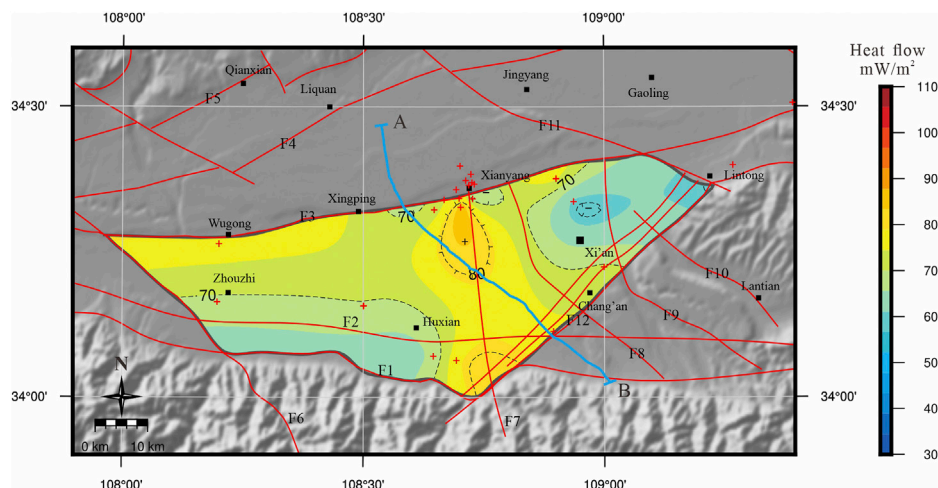 108°00' 108°30' 109°00'
Heat flow
mW/m²
Qianxian Jingyang
Liquan Gaoling
F5
34°30' 34°30'
110
100
90
80
70
60
50
40
30
A
F11
F4
Xianyang 70 Lintong
Xingping
F3 70
Wugong
Xi'an
Zhouzhi 80 F10
Lantian
70 Chang'an
F2 Huxian F12 F9
F8
N F1
B
34°00' 34°00'
F6 F7
0 km 10 km
108°00' 108°30' 109°00'